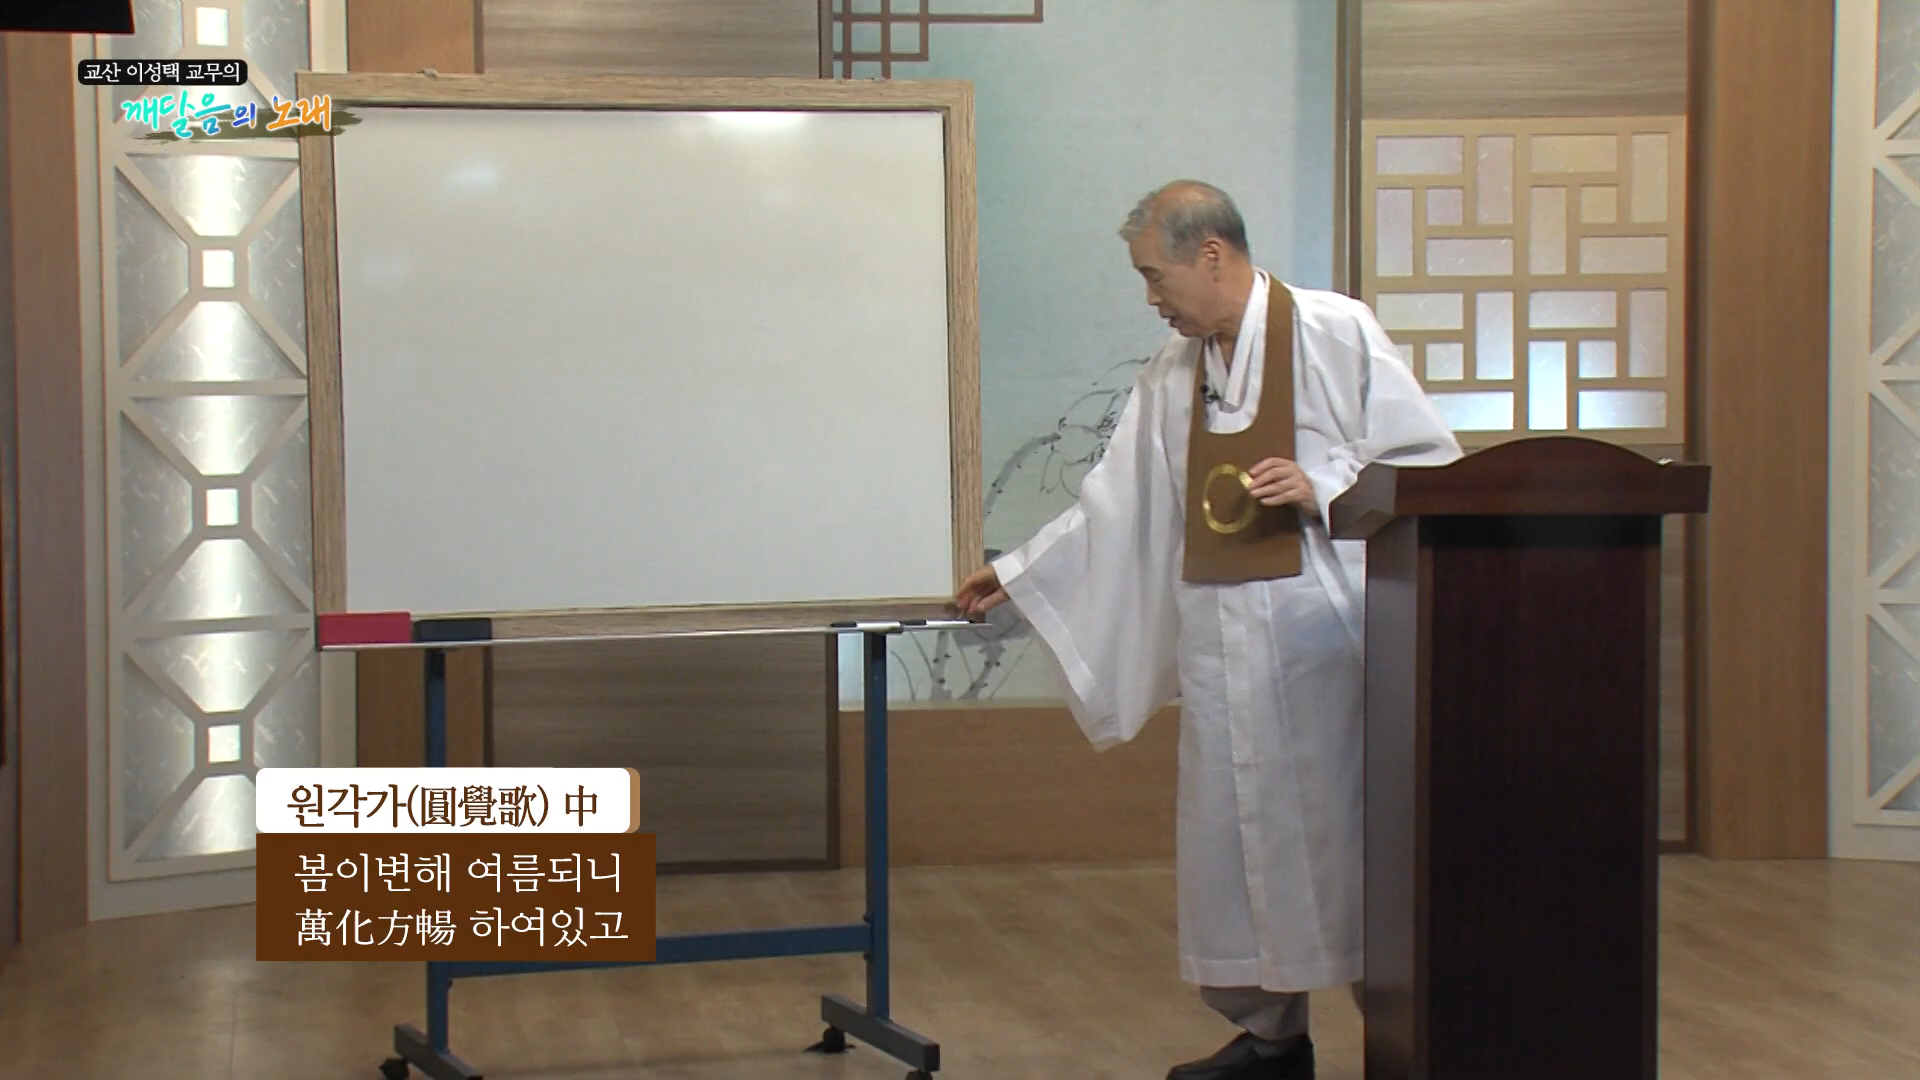 교산 이성택 교무의
깨달음의 노래
원각가(圓覺歌) 中
봄이변해 여름되니
萬化方暢 하여있고